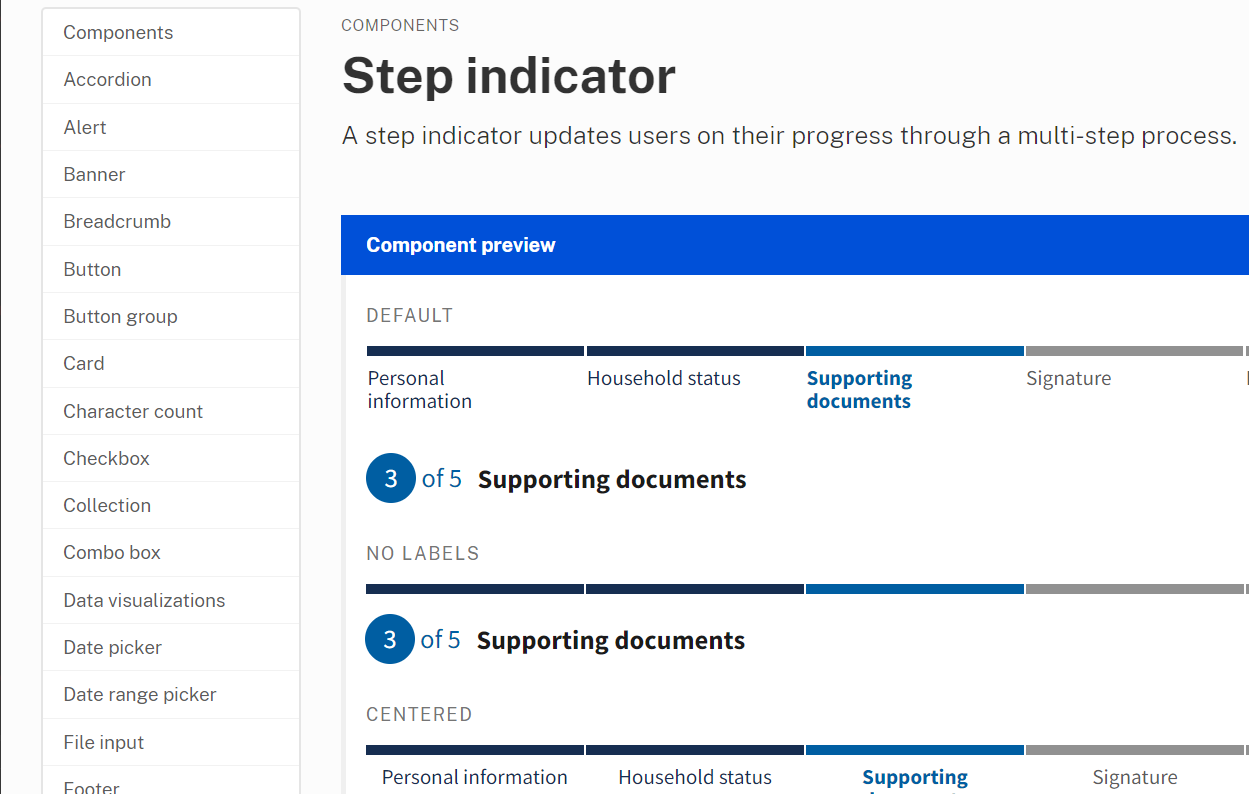 Components
Accordion
Alert
Banner
Breadcrumb
Button
Button group
Card
Character count
Checkbox
Collection
Combo box
Data visualizations
Date picker
Date range picker
File input
Footer
COMPONENTS
Step indicator
A step indicator updates users on their progress through a multi-step process.
Component preview
DEFAULT
Personal information
Household status
Supporting documents
Signature
3 of 5 Supporting documents
NO LABELS
3 of 5 Supporting documents
CENTERED
Personal information
Household status
Supporting
Signature